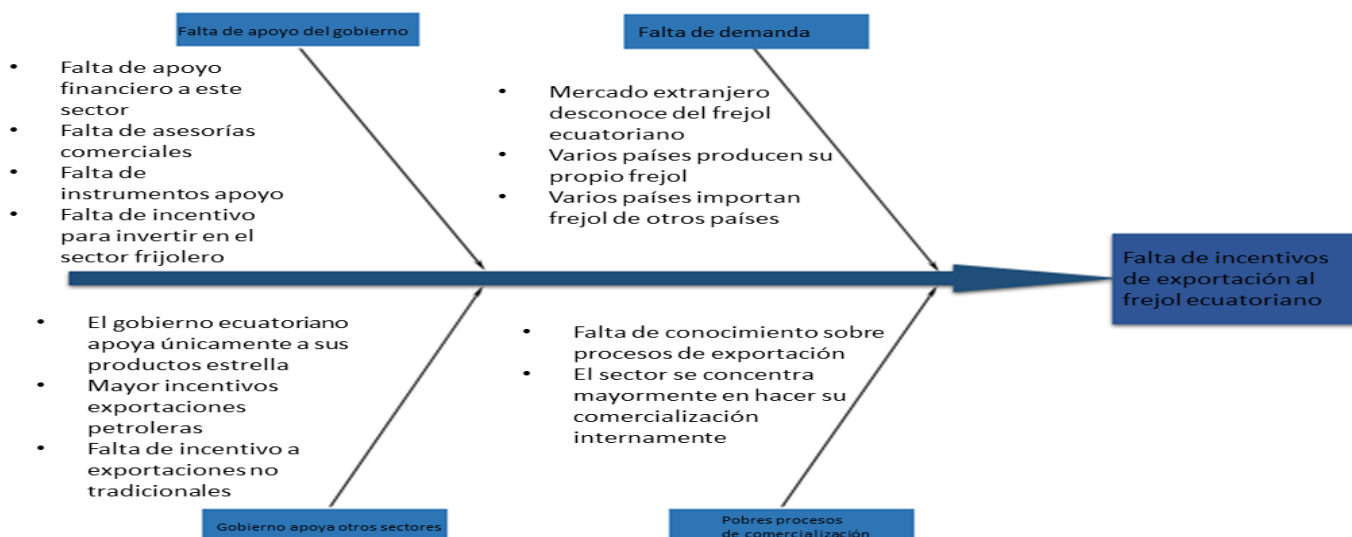 Falta de apoyo del gobierno
• Falta de apoyo
financiero a este
sector
• Falta de asesorías
comerciales
• Falta de
instrumentos apoyo
• Falta de incentivo
para invertir en el
sector frijolero
Falta de demanda
• Mercado extranjero
desconoce del frejol
ecuatoriano
• Varios países producen su
propio frejol
• Varios países importan
frejol de otros países
Falta de incentivos
de exportación al
frejol ecuatoriano
• El gobierno ecuatoriano
apoya únicamente a sus
productos estrella
• Mayor incentivos
exportaciones
petroleras
• Falta de incentivo a
exportaciones no
tradicionales
Gobierno apoya otros sectores
• Falta de conocimiento sobre
procesos de exportación
• El sector se concentra
mayormente en hacer su
comercialización
internamente
Pobres procesos
de comercialización